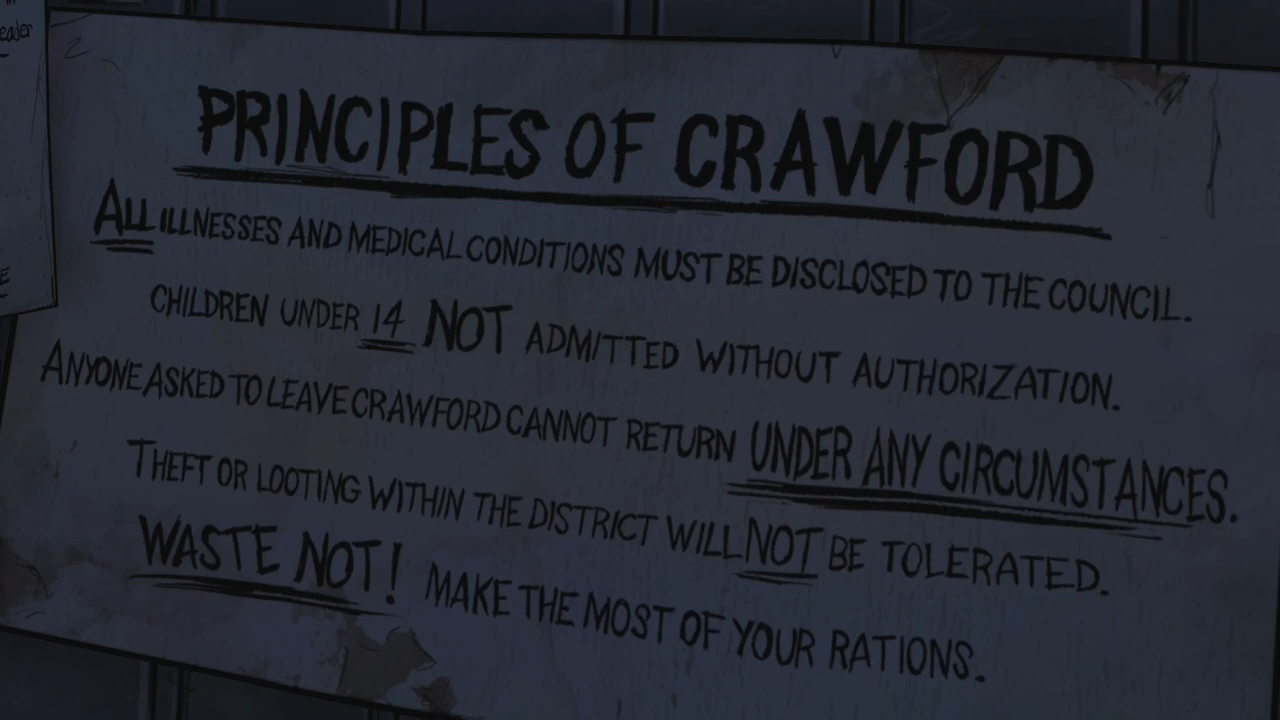 eader
PRINCIPLES OF CRAWFORD
ALL ILLNESSES AND MEDICAL CONDITIONS MUST BE DISCLOSED TO THE COUNCIL.
CHILDREN UNDER 14 NOT ADMITTED WITHOUT AUTHORIZATION.
ANYONE ASKED TO LEAVE CRAWFORD CANNOT RETURN UNDER ANY CIRCUMSTANCES.
THEFT OR LOOTING WITHIN THE DISTRICT WILL NOT BE TOLERATED.
WASTE NOT! MAKE THE MOST OF YOUR RATIONS.